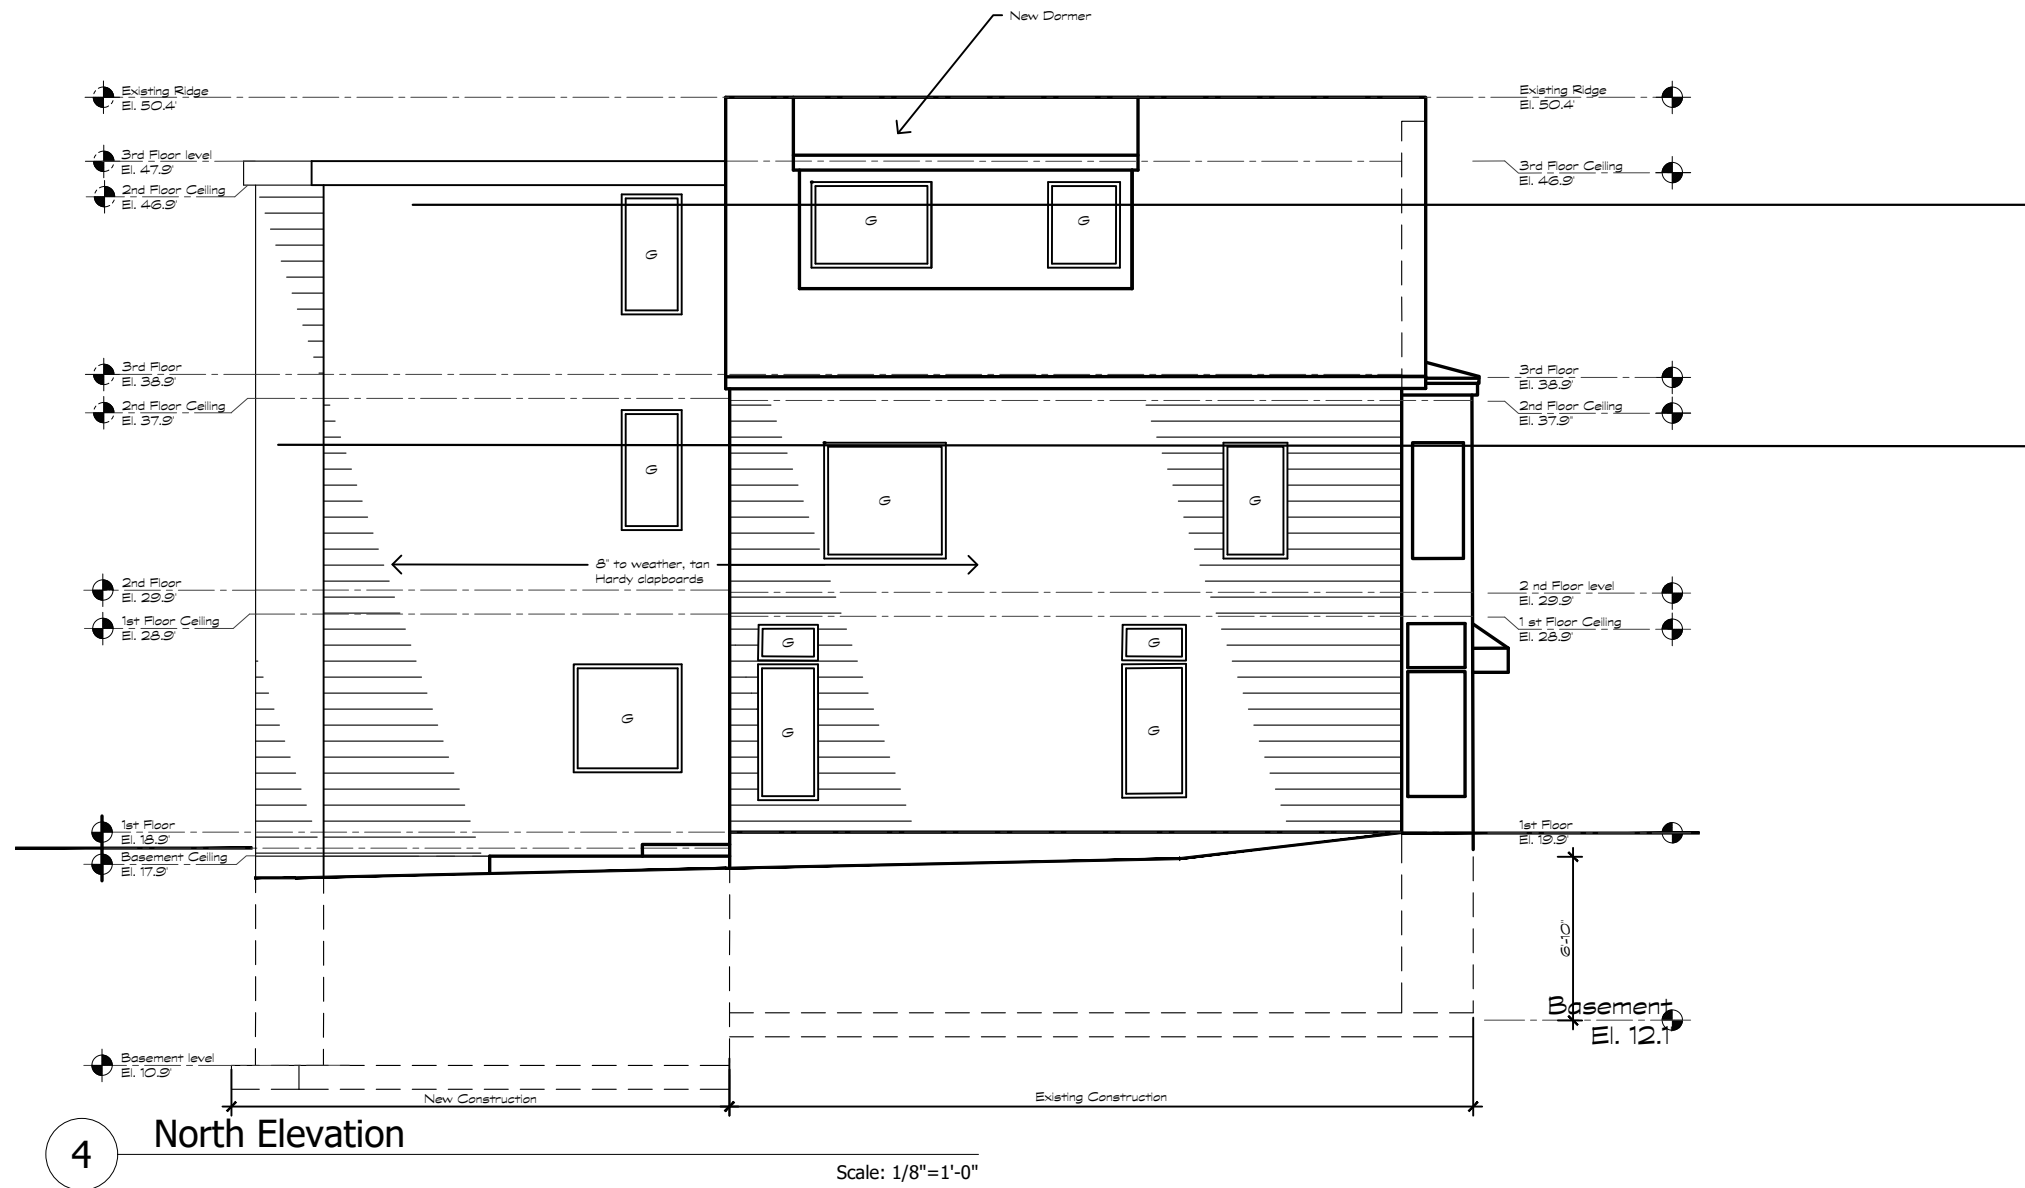 New Dormer
Existing Ridge
El. 50.4'
Existing Ridge
El. 50.4'
3rd Floor level
El. 47.9'
2nd Floor Ceiling
El. 46.9'
3rd Floor Ceiling
El. 46.9'
G
G
G
3rd Floor
El. 38.9'
3rd Floor
El. 38.9'
2nd Floor Ceiling
El. 37.9'
2nd Floor Ceiling
El. 37.9"
G
G
G
8" to weather, tan
Hardy clapboards
2nd Floor
El. 29.9'
2 nd Floor level
El. 29.9'
1st Floor Ceiling
El. 28.9'
1 st Floor Ceiling
El. 28.9'
G
G
G
G
G
1st Floor
El. 18.9'
1st Floor
El. 19.9'
Basement Ceiling
El. 17.9'
6'-10"
Basement
El. 12.1
Basement level
El. 10.9'
New Construction
Existing Construction
4
North Elevation
Scale: 1/8"=1'-0"